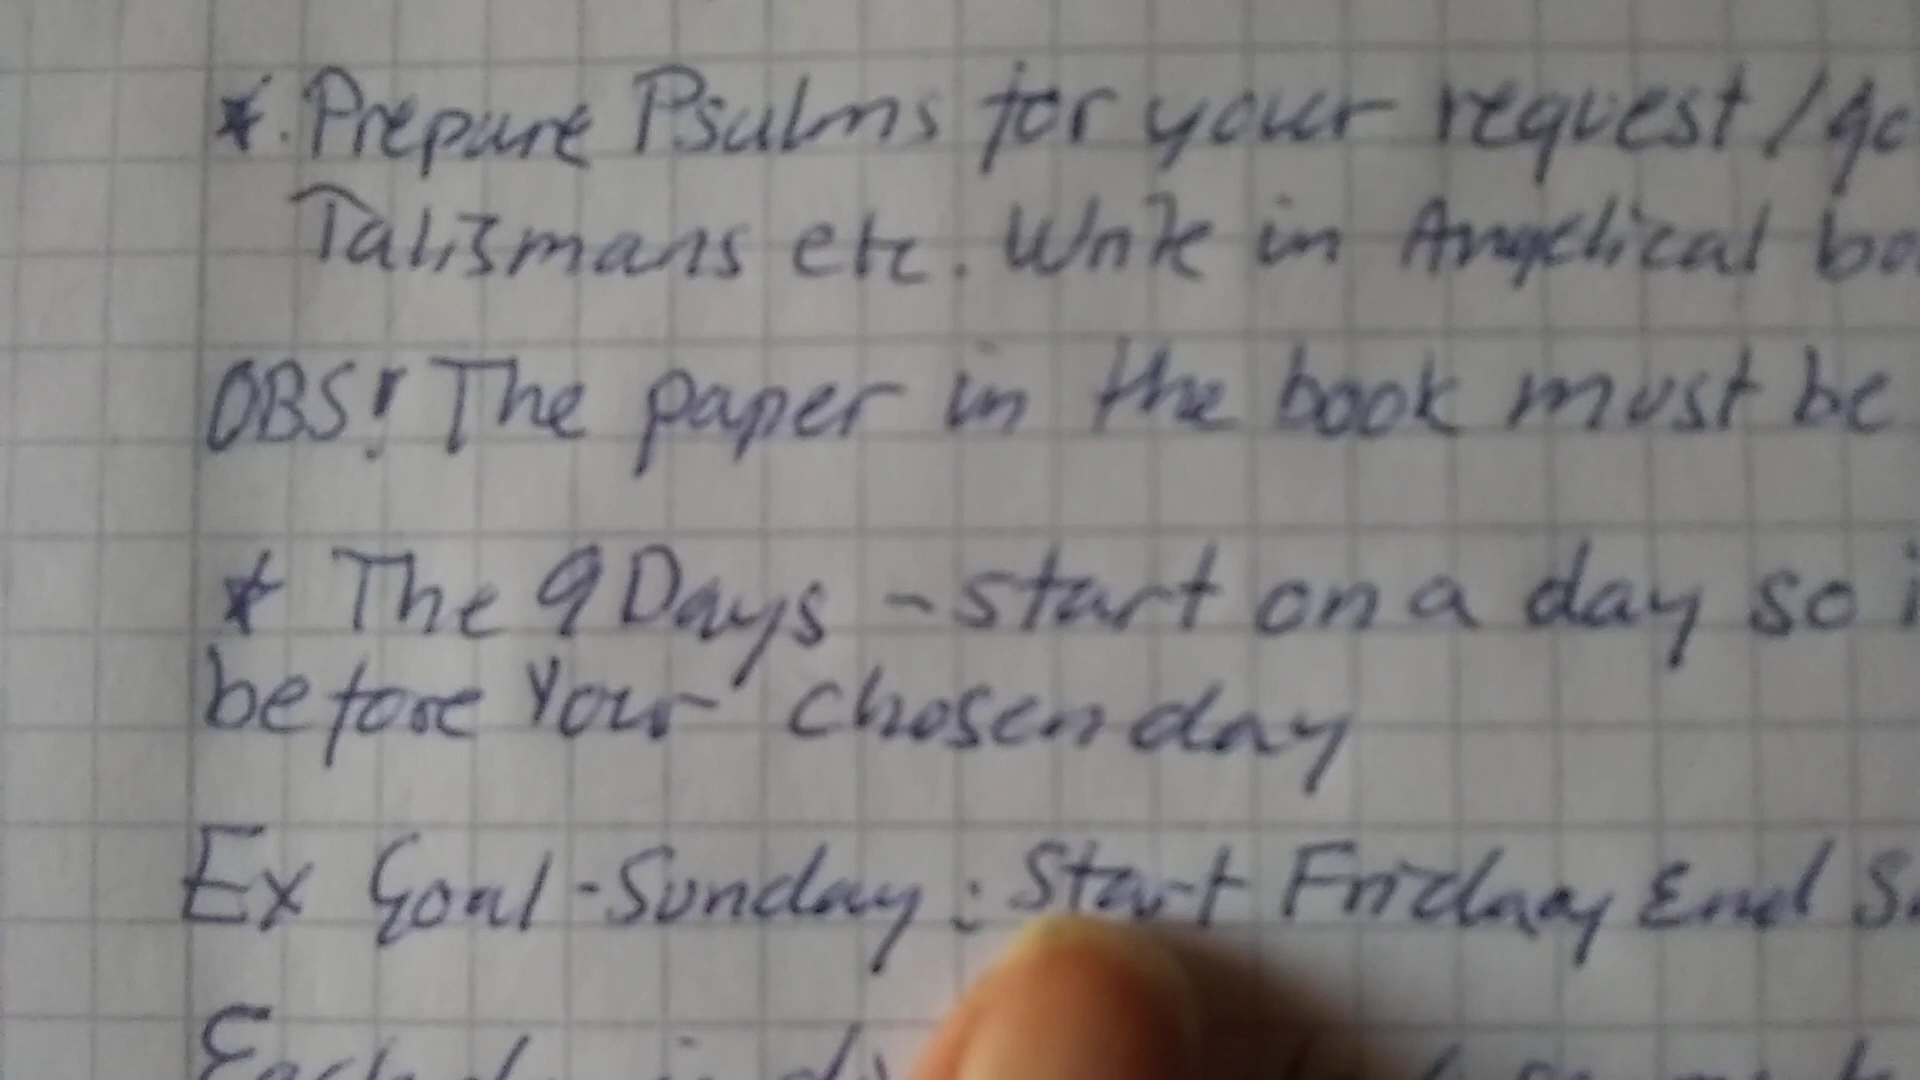 * Prepare Psalms for your request /
Talismans etc. Write in Angelical
OBS! The paper in the book must be
* The 9 Days - start on a day so
before Your chosen day
Ex Goal - Sunday : Start Friday End